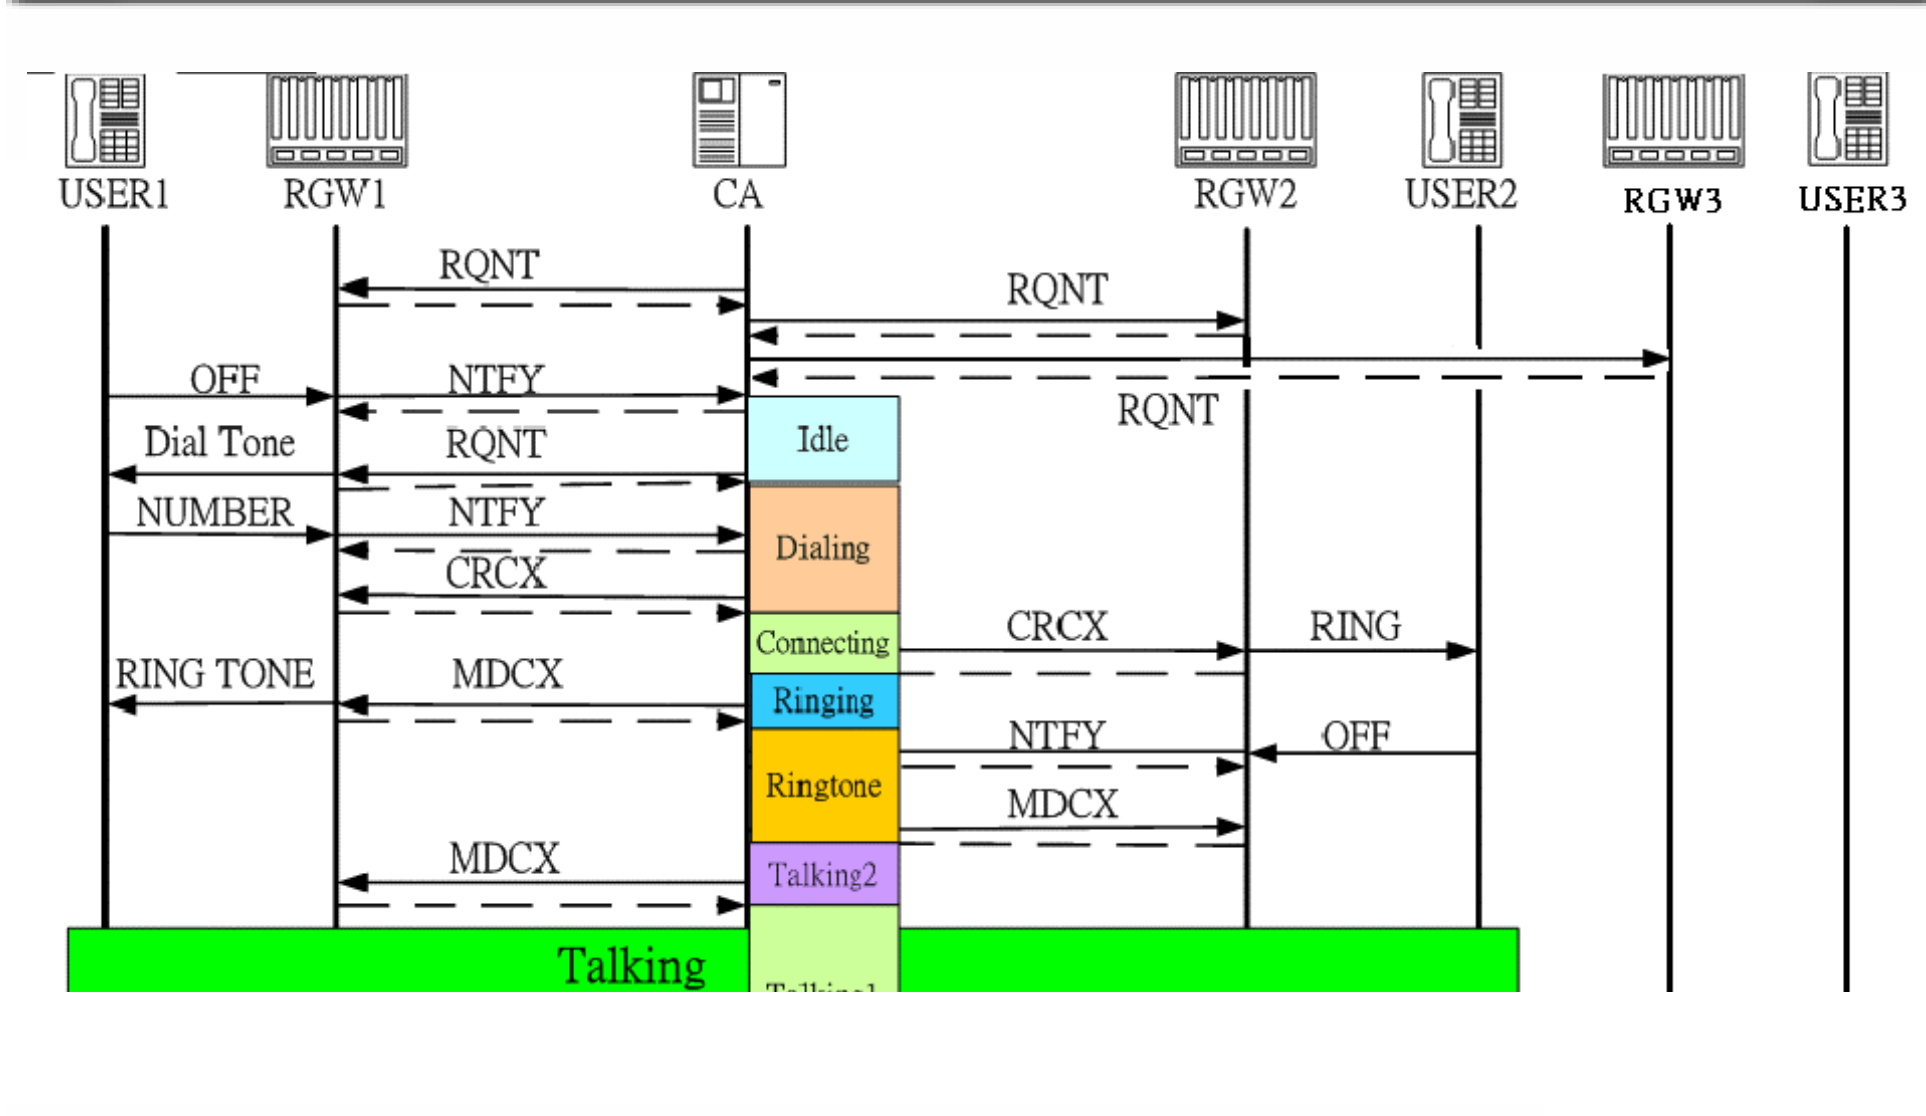 USER1 RGW1 CA RGW2 USER2 RGW3 USER3
RQNT
RQNT
OFF NTFY
RQNT
Idle
Dial Tone RQNT
NUMBER NTFY
Dialing
CRCX
Connecting CRCX RING
RING TONE MDCX
Ringing
NTFY OFF
Ringtone
MDCX
MDCX
Talking2
Talking
Talking1